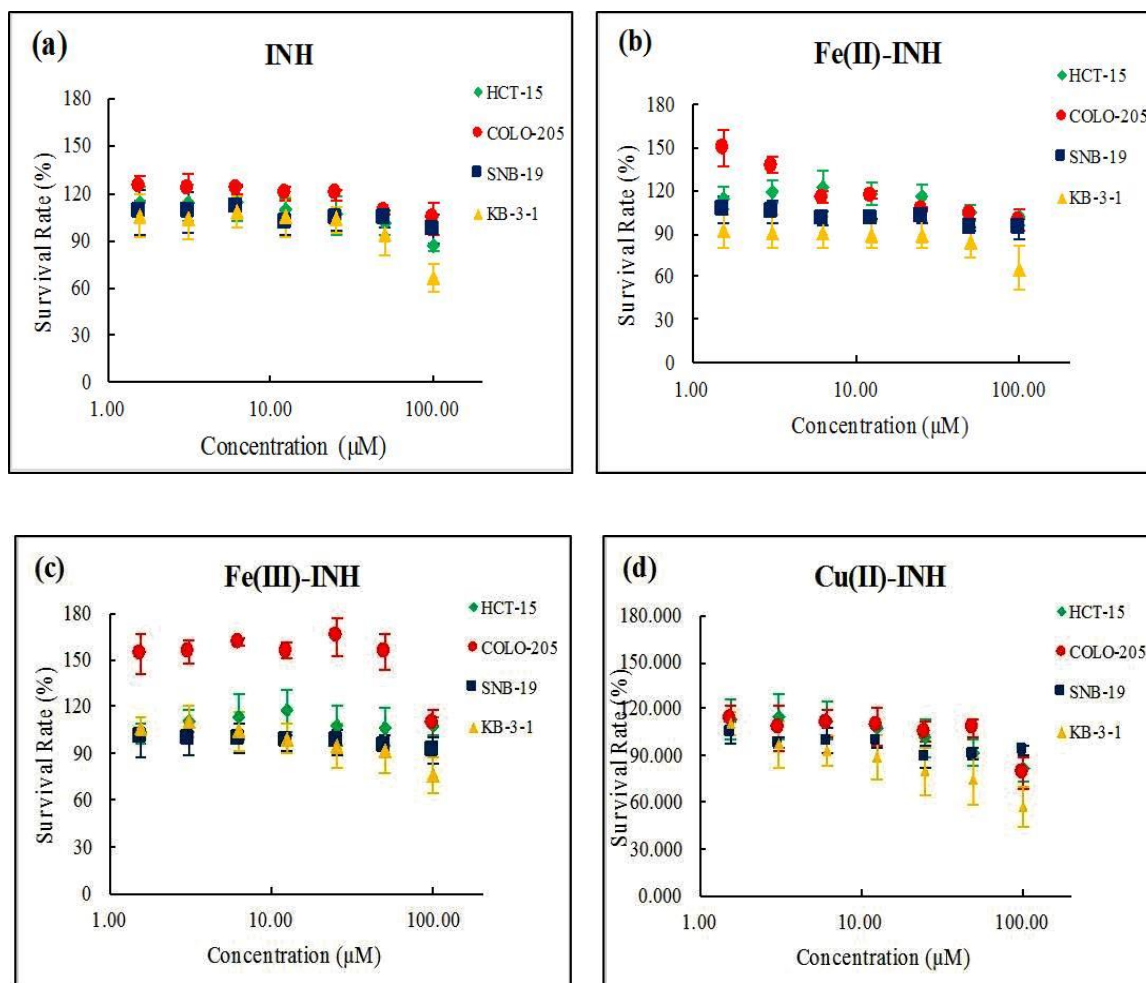 (a)
INH
HCT-15
COLO-205
SNB-19
KB-3-1
180
150
120
90
60
30
0
Survival Rate (%)
1.00 10.00 100.00
Concentration (μM)
(b)
Fe(II)-INH
HCT-15
COLO-205
SNB-19
KB-3-1
180
150
120
90
60
30
0
Survival Rate (%)
1.00 10.00 100.00
Concentration (μM)
(c)
Fe(III)-INH
HCT-15
COLO-205
SNB-19
KB-3-1
180
150
120
90
60
30
0
Survival Rate (%)
1.00 10.00 100.00
Concentration (μM)
(d)
Cu(II)-INH
HCT-15
COLO-205
SNB-19
KB-3-1
180.000
150.000
120.000
90.000
60.000
30.000
0.000
Survival Rate (%)
1.00 10.00 100.00
Concentration (μM)